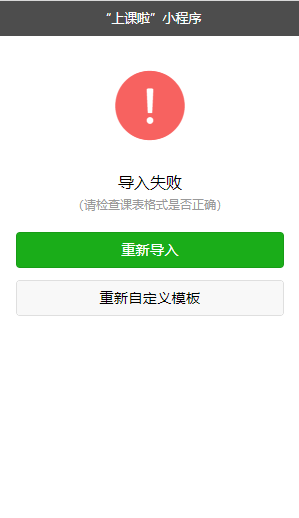 “上课啦”小程序
导入失败
（请检查课表格式是否正确）
重新导入
重新自定义模板